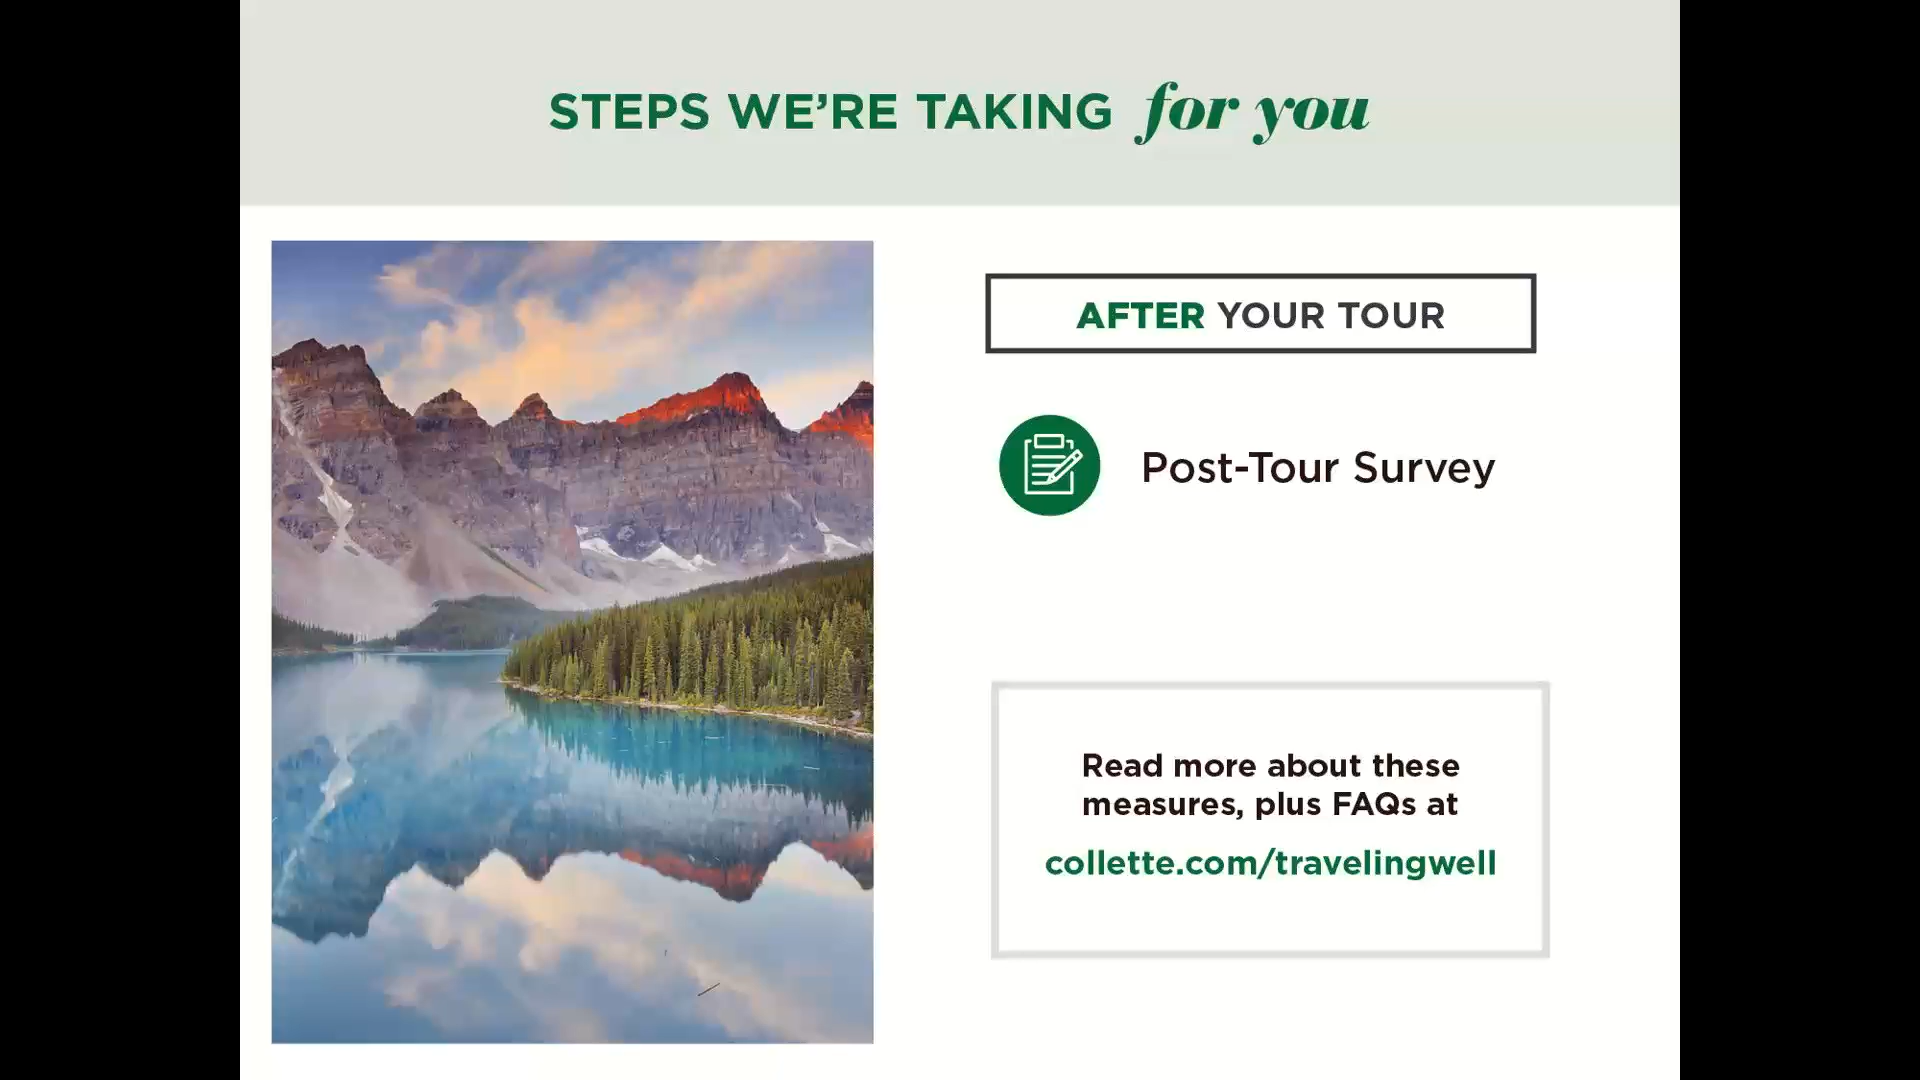 STEPS WE’RE TAKING for you
AFTER YOUR TOUR
Post-Tour Survey
Read more about these
measures, plus FAQs at
collette.com/travelingwell